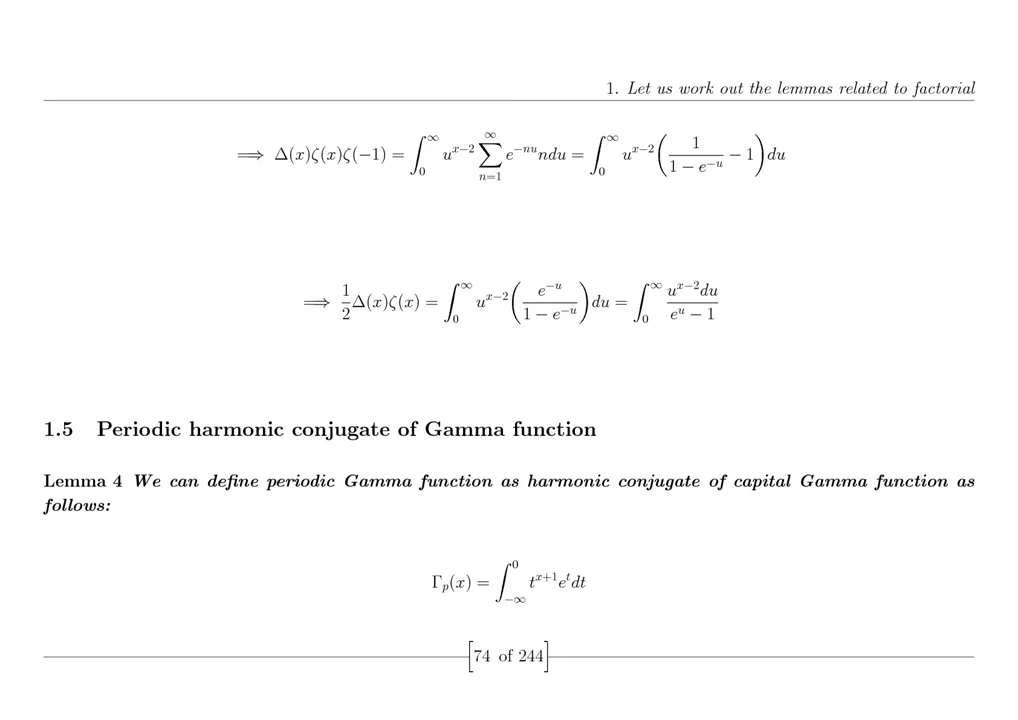 1. Let us work out the lemmas related to factorial
⟹ Δ(x)ζ(x)ζ(−1) = ∫_0^∞ u^{x−2} ∑_{n=1}^∞ e^{−nu}ndu = ∫_0^∞ u^{x−2} ( 1/(1 − e^{−u}) − 1 ) du
⟹ 1/2 Δ(x)ζ(x) = ∫_0^∞ u^{x−2} ( e^{−u}/(1 − e^{−u}) ) du = ∫_0^∞ u^{x−2}du/(e^u − 1)
1.5 Periodic harmonic conjugate of Gamma function
Lemma 4 We can define periodic Gamma function as harmonic conjugate of capital Gamma function as
follows:
Γ_p(x) = ∫_{−∞}^0 t^{x+1}e^t dt
[74 of 244]